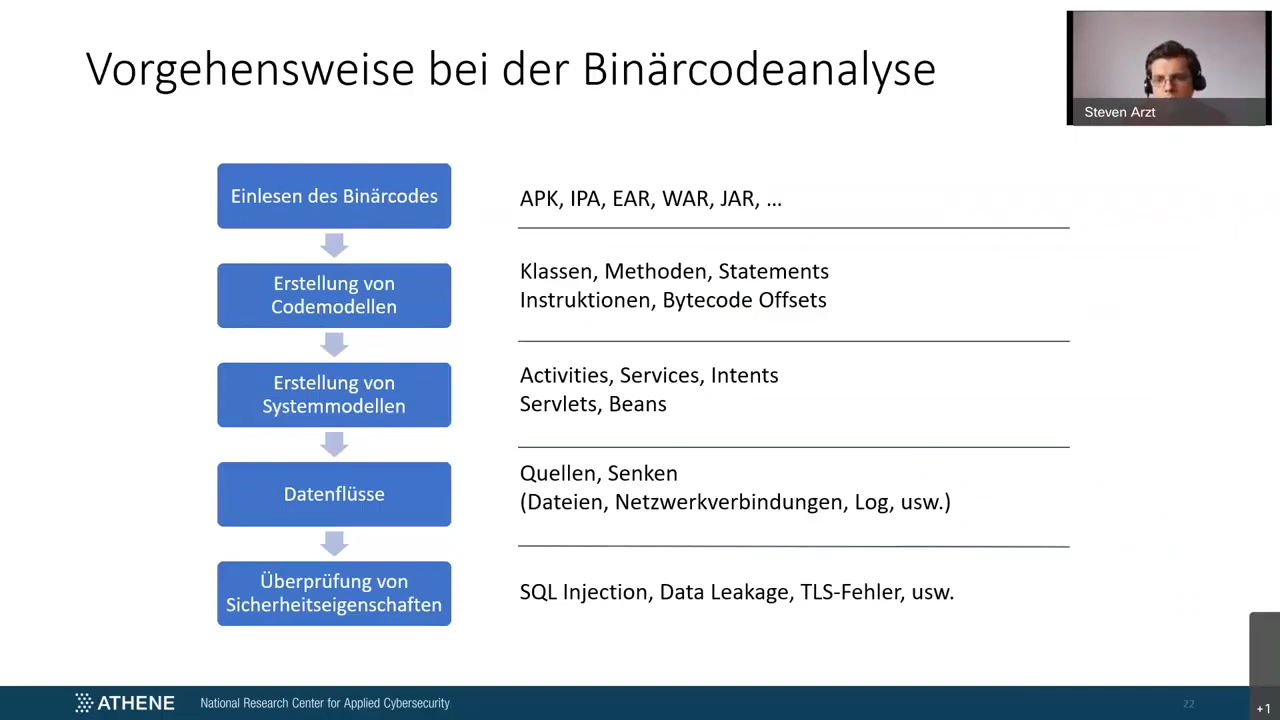 Vorgehensweise bei der Binärcodeanalyse
Steven Arzt
Einlesen des Binärcodes
APK, IPA, EAR, WAR, JAR, ...
Erstellung von
Codemodellen
Klassen, Methoden, Statements
Instruktionen, Bytecode Offsets
Erstellung von
Systemmodellen
Activities, Services, Intents
Servlets, Beans
Datenflüsse
Quellen, Senken
(Dateien, Netzwerkverbindungen, Log, usw.)
Überprüfung von
Sicherheitseigenschaften
SQL Injection, Data Leakage, TLS-Fehler, usw.
ATHENE
National Research Center for Applied Cybersecurity
22
+1